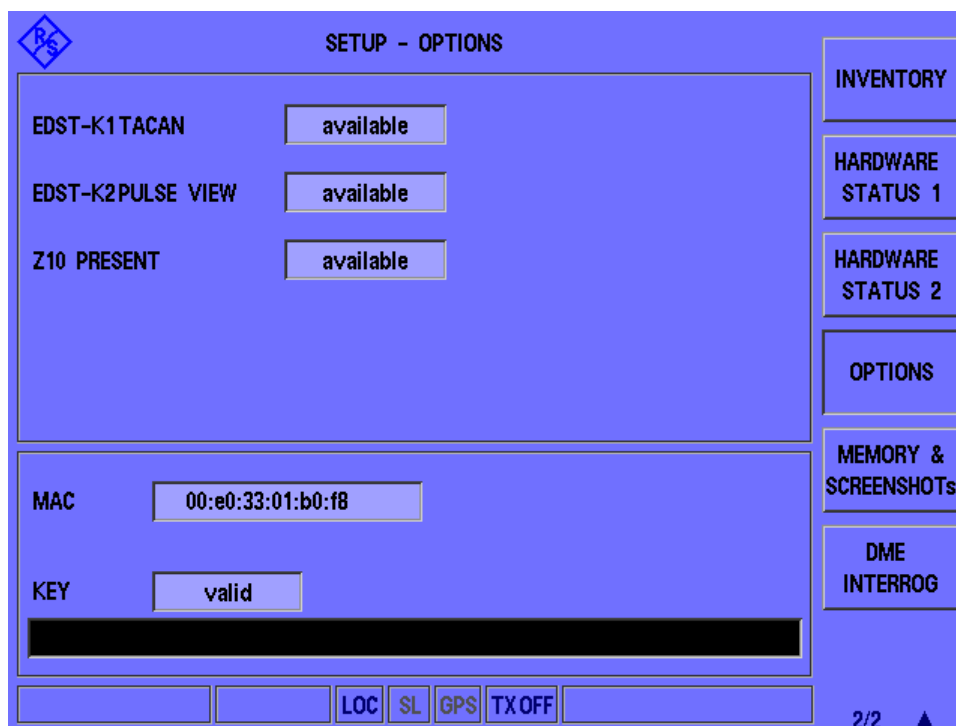 R/S
SETUP - OPTIONS
EDST-K1TACAN
available
EDST-K2PULSE VIEW
available
Z10 PRESENT
available
MAC
00:e0:33:01:b0:f8
KEY
valid
LOC
SL
GPS
TX OFF
INVENTORY
HARDWARE
STATUS 1
HARDWARE
STATUS 2
OPTIONS
MEMORY &
SCREENSHOTs
DME
INTERROG
2/2